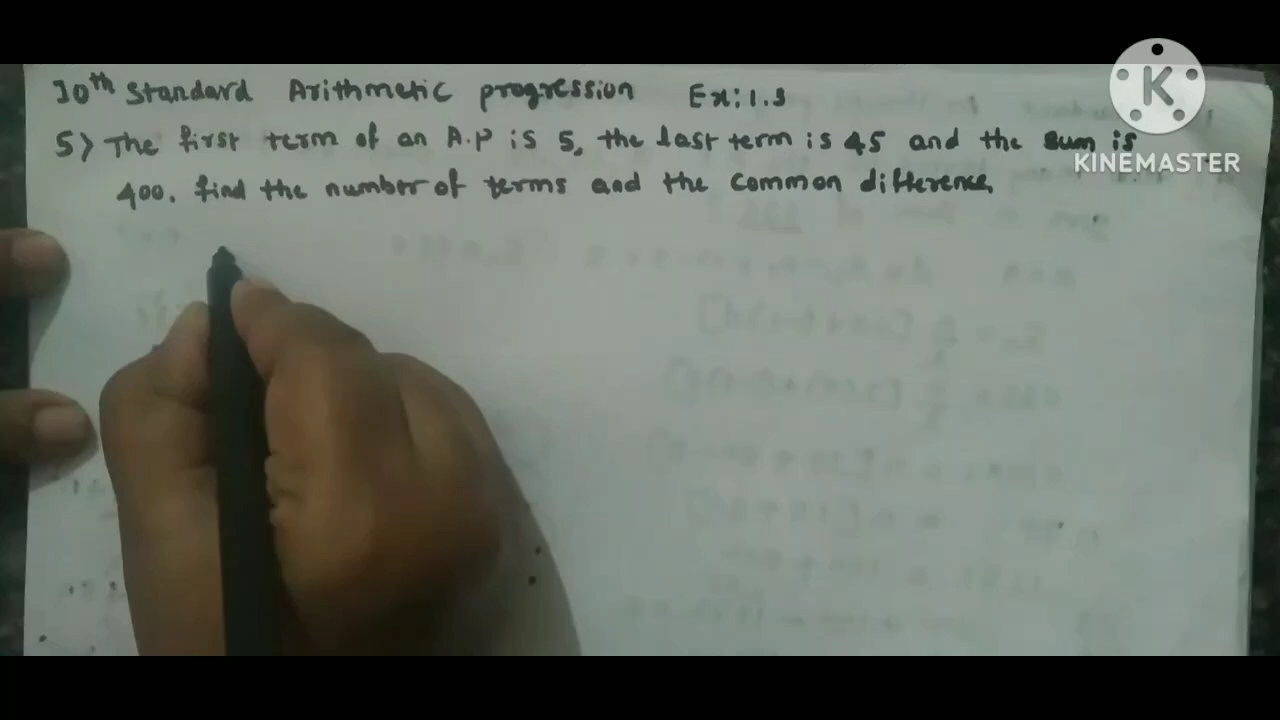 10th Standard Arithmetic progression Ex: 1.3
5) The first term of an A.P is 5, the last term is 45 and the sum is
400. find the number of terms and the common difference.
K
KINEMASTER